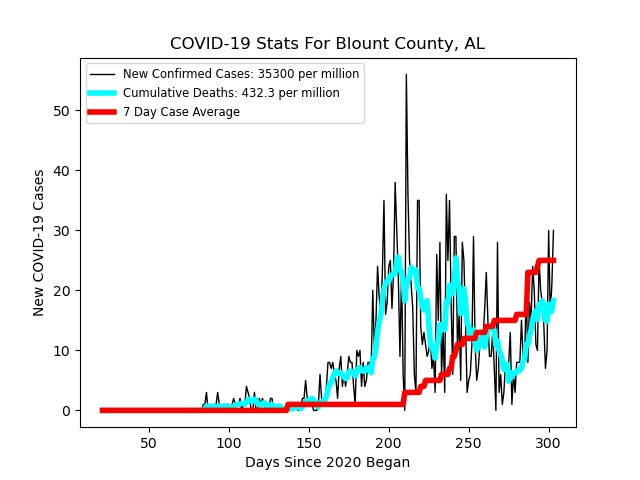 COVID-19 Stats For Blount County, AL
New Confirmed Cases: 35300 per million
Cumulative Deaths: 432.3 per million
7 Day Case Average
New COVID-19 Cases
50
40
30
20
10
0
50 100 150 200 250 300
Days Since 2020 Began